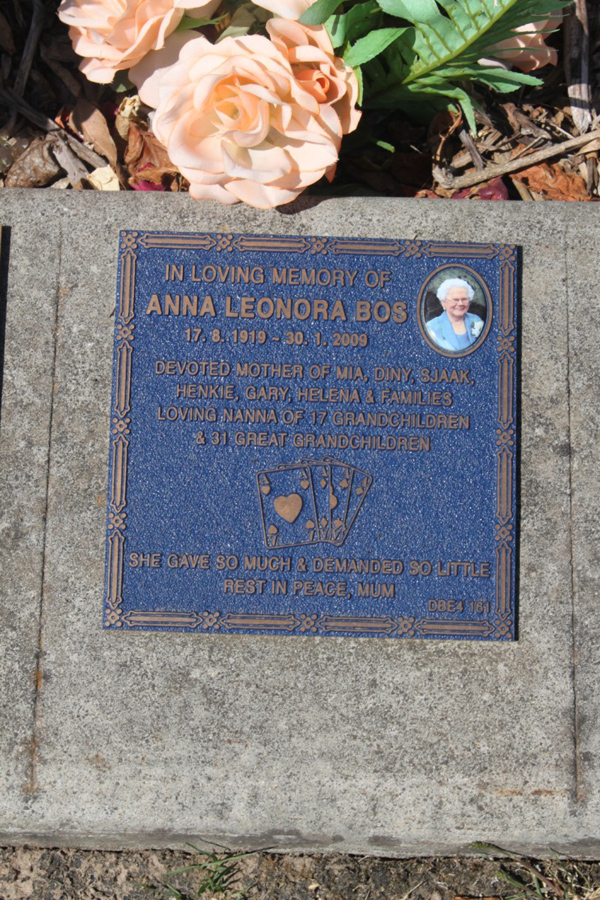 IN LOVING MEMORY OF
ANNA LEONORA BOS
17. 8. 1919 - 30. 1. 2009
DEVOTED MOTHER OF MIA, DINY, SJAAK,
HENKIE, GARY, HELENA & FAMILIES
LOVING NANNA OF 17 GRANDCHILDREN
& 31 GREAT GRANDCHILDREN
SHE GAVE SO MUCH & DEMANDED SO LITTLE
REST IN PEACE, MUM
DBE4 151